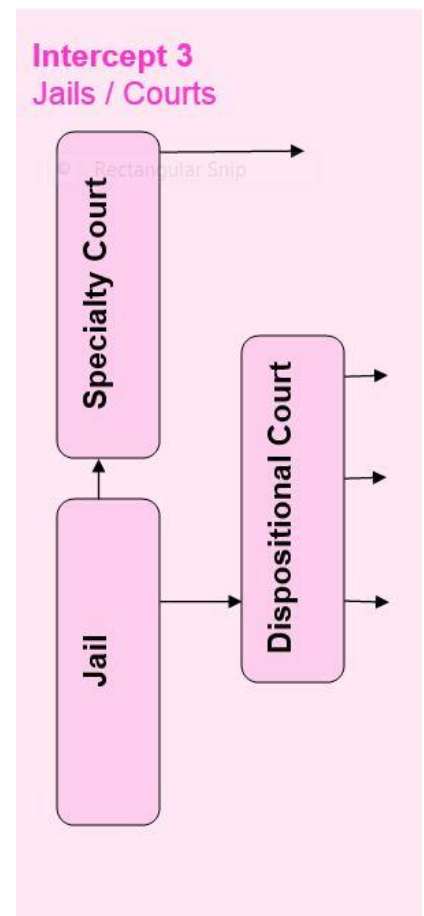 Intercept 3
Jails / Courts
© Rectangular Snip
Specialty Court
Dispositional Court
Jail